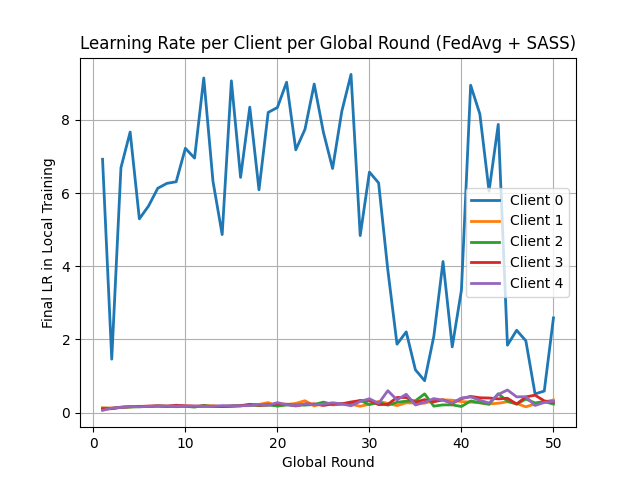 Learning Rate per Client per Global Round (FedAvg + SASS)
Final LR in Local Training
8
6
4
2
0
Client 0
Client 1
Client 2
Client 3
Client 4
0
10
20
30
40
50
Global Round